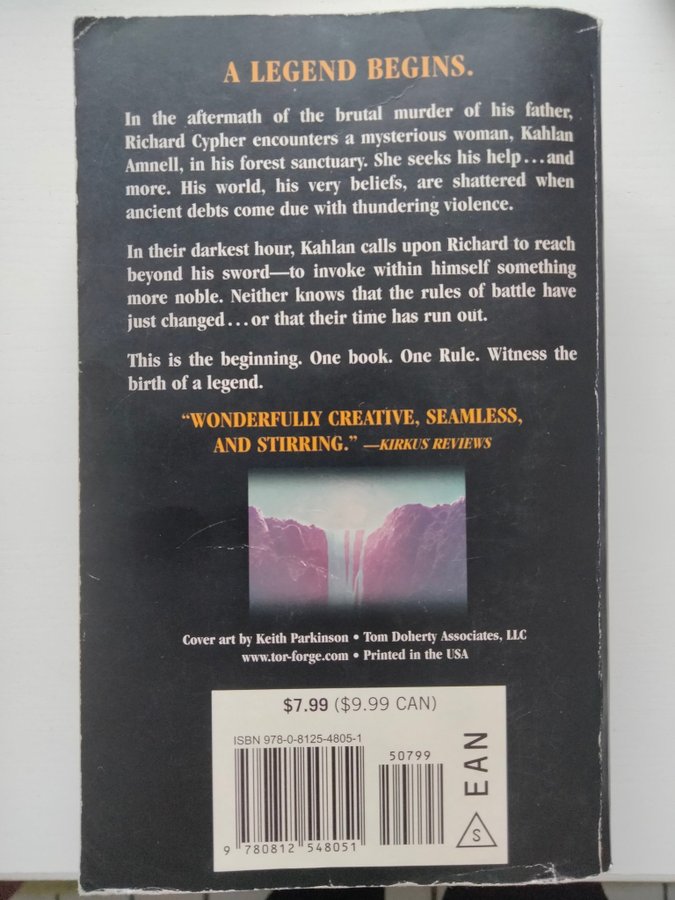 A LEGEND BEGINS.
In the aftermath of the brutal murder of his father,
Richard Cypher encounters a mysterious woman, Kahlan
Amnell, in his forest sanctuary. She seeks his help...and
more. His world, his very beliefs, are shattered when
ancient debts come due with thundering violence.
In their darkest hour, Kahlan calls upon Richard to reach
beyond his sword—to invoke within himself something
more noble. Neither knows that the rules of battle have
just changed...or that their time has run out.
This is the beginning. One book. One Rule. Witness the
birth of a legend.
“WONDERFULLY CREATIVE, SEAMLESS,
AND STIRRING.” —KIRKUS REVIEWS
Cover art by Keith Parkinson • Tom Doherty Associates, LLC
www.tor-forge.com • Printed in the USA
$7.99 ($9.99 CAN)
ISBN 978-0-8125-4805-1
50799
9 780812 548051
EAN
S